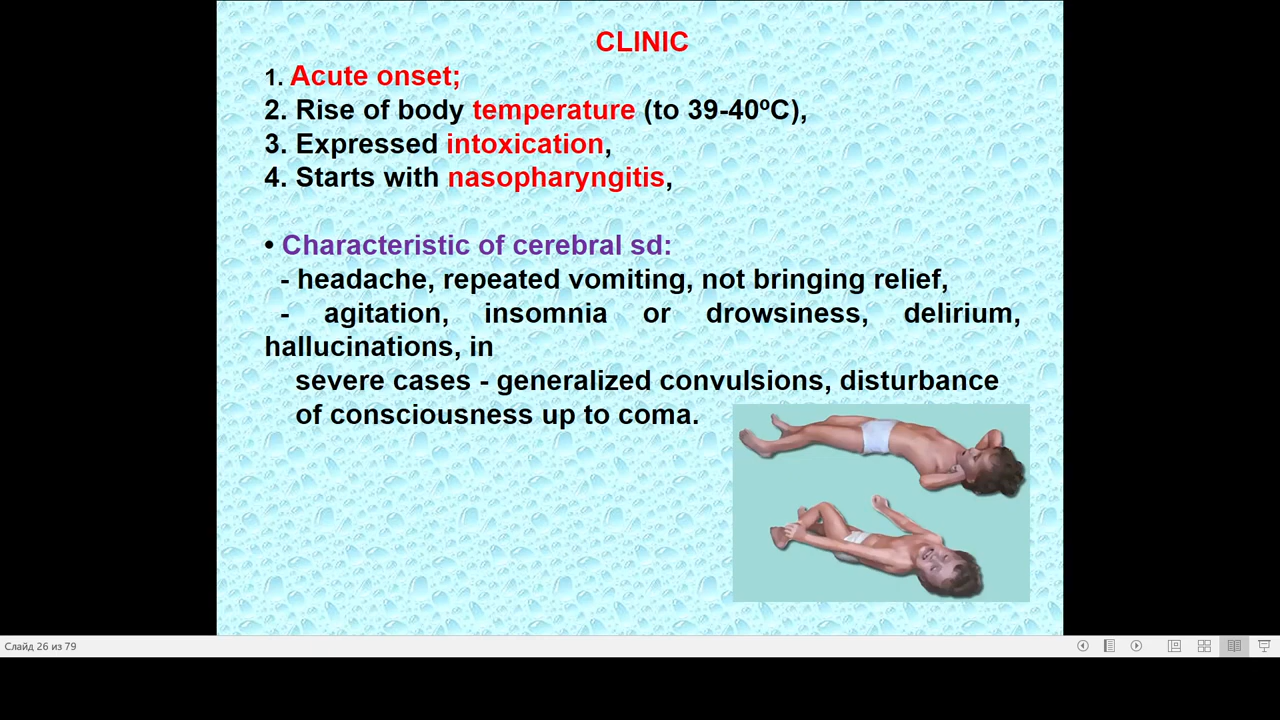 CLINIC
1. Acute onset;
2. Rise of body temperature (to 39-40ºC),
3. Expressed intoxication,
4. Starts with nasopharyngitis,
• Characteristic of cerebral sd:
- headache, repeated vomiting, not bringing relief,
- agitation, insomnia or drowsiness, delirium,
hallucinations, in
severe cases - generalized convulsions, disturbance
of consciousness up to coma.
Слайд 26 из 79